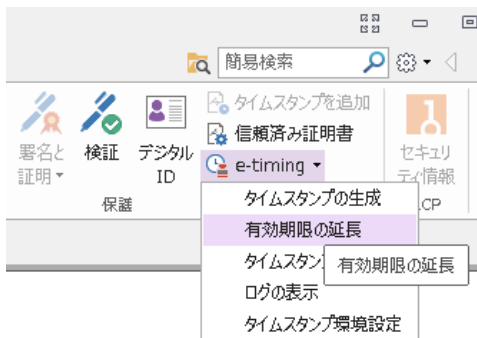 簡易検索
署名と
証明
検証
デジタル
ID
タイムスタンプを追加
信頼済み証明書
e-timing
セキュリ
ティ情報
保護
LCP
タイムスタンプの生成
有効期限の延長
タイムスタン
有効期限の延長
ログの表示
タイムスタンプ環境設定